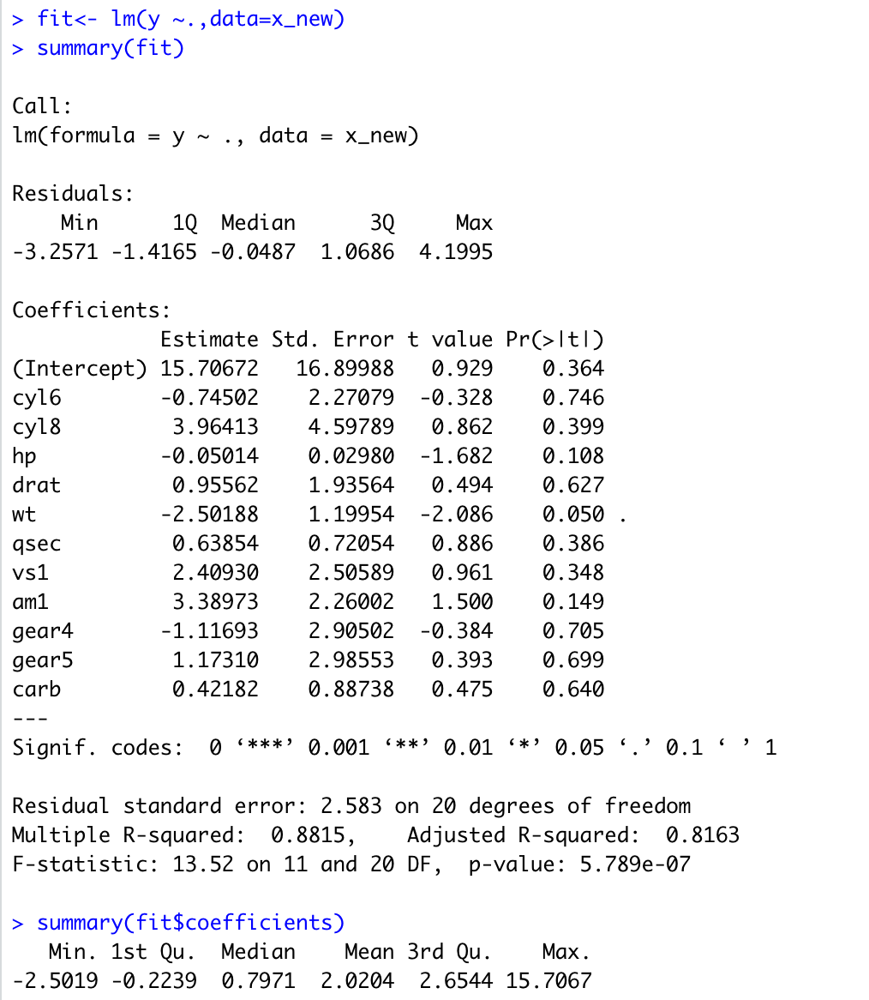 > fit<- lm(y ~.,data=x_new)
> summary(fit)
Call:
lm(formula = y ~ ., data = x_new)
Residuals:
    Min      1Q  Median      3Q     Max
-3.2571 -1.4165 -0.0487  1.0686  4.1995
Coefficients:
            Estimate Std. Error t value Pr(>|t|)
(Intercept) 15.70672   16.89988   0.929    0.364
cyl6        -0.74502    2.27079  -0.328    0.746
cyl8         3.96413    4.59789   0.862    0.399
hp          -0.05014    0.02980  -1.682    0.108
drat         0.95562    1.93564   0.494    0.627
wt          -2.50188    1.19954  -2.086    0.050 .
qsec         0.63854    0.72054   0.886    0.386
vs1          2.40930    2.50589   0.961    0.348
am1          3.38973    2.26002   1.500    0.149
gear4       -1.11693    2.90502  -0.384    0.705
gear5        1.17310    2.98553   0.393    0.699
carb         0.42182    0.88738   0.475    0.640
---
Signif. codes:  0 ‘***’ 0.001 ‘**’ 0.01 ‘*’ 0.05 ‘.’ 0.1 ‘ ’ 1
Residual standard error: 2.583 on 20 degrees of freedom
Multiple R-squared:  0.8815,    Adjusted R-squared:  0.8163
F-statistic: 13.52 on 11 and 20 DF,  p-value: 5.789e-07
> summary(fit$coefficients)
   Min. 1st Qu.  Median    Mean 3rd Qu.    Max.
-2.5019 -0.2239  0.7971  2.0204  2.6544 15.7067